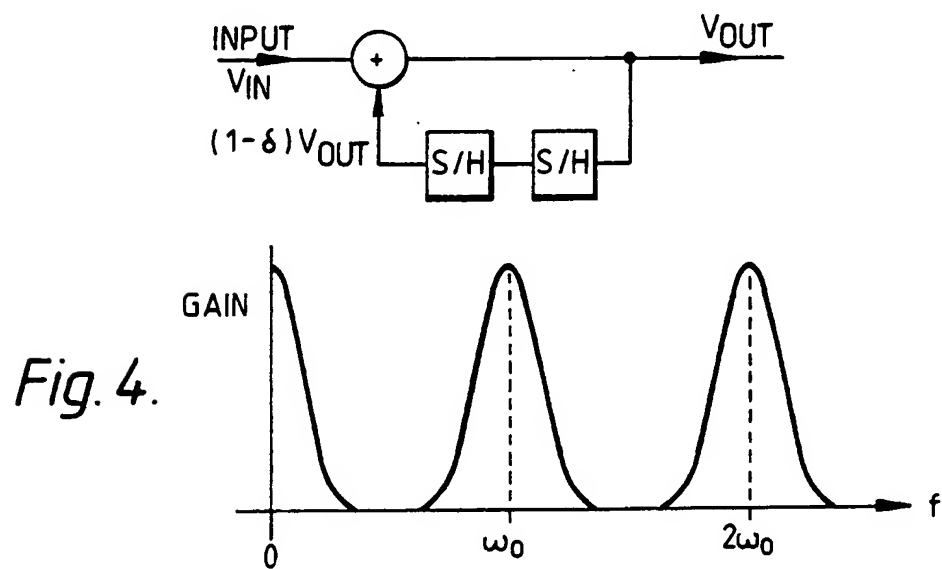 INPUT
V_IN
+
V_OUT
(1-δ)V_OUT
S/H
S/H
GAIN
Fig. 4.
0
ω₀
2ω₀
f